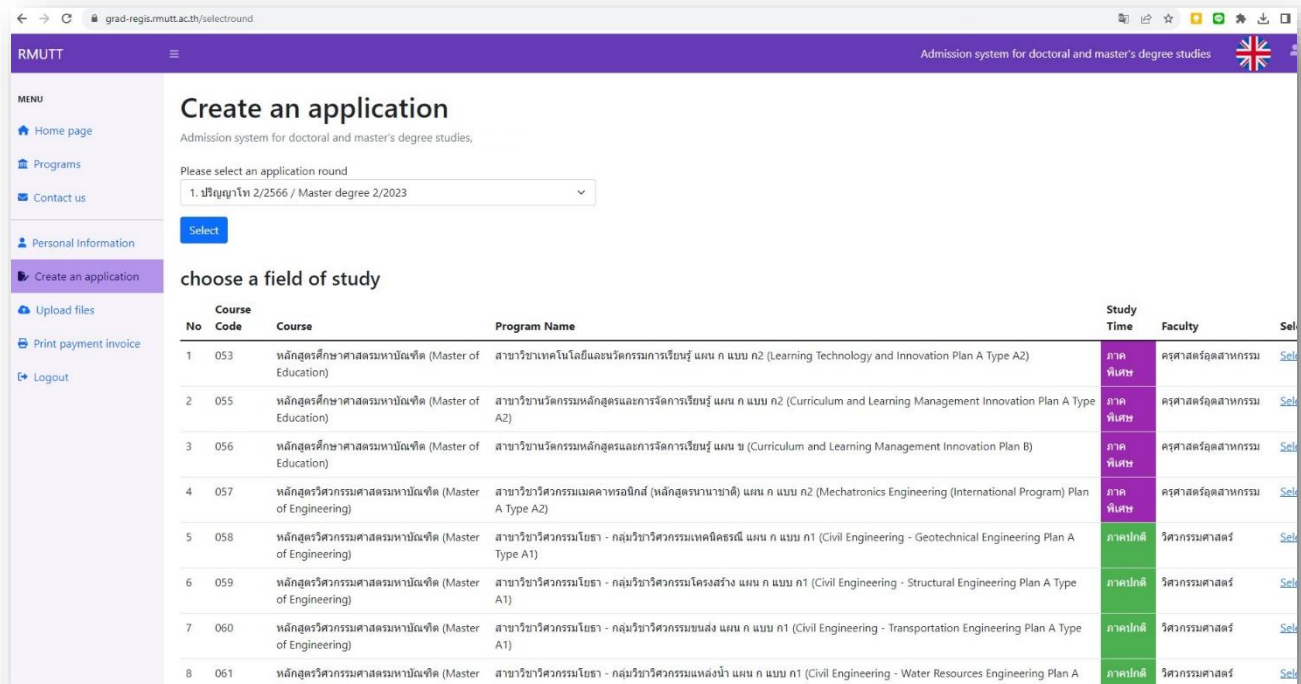 grad-regis.rmutt.ac.th/selectround
RMUTT
Admission system for doctoral and master's degree studies
MENU
Home page
Programs
Contact us
Personal Information
Create an application
Upload files
Print payment invoice
Logout
Create an application
Admission system for doctoral and master's degree studies,
Please select an application round
1. ปริญญาโท 2/2566 / Master degree 2/2023
Select
choose a field of study
No Course Code Course Program Name Study Time Faculty Sel
1 053 หลักสูตรศึกษาศาสตรมหาบัณฑิต (Master of Education) สาขาวิชาเทคโนโลยีและนวัตกรรมการเรียนรู้ แผน ก แบบ ก2 (Learning Technology and Innovation Plan A Type A2) ภาคพิเศษ ครุศาสตร์อุตสาหกรรม Sele
2 055 หลักสูตรศึกษาศาสตรมหาบัณฑิต (Master of Education) สาขาวิชานวัตกรรมหลักสูตรและการจัดการเรียนรู้ แผน ก แบบ ก2 (Curriculum and Learning Management Innovation Plan A Type A2) ภาคพิเศษ ครุศาสตร์อุตสาหกรรม Sele
3 056 หลักสูตรศึกษาศาสตรมหาบัณฑิต (Master of Education) สาขาวิชานวัตกรรมหลักสูตรและการจัดการเรียนรู้ แผน ข (Curriculum and Learning Management Innovation Plan B) ภาคพิเศษ ครุศาสตร์อุตสาหกรรม Sele
4 057 หลักสูตรวิศวกรรมศาสตรมหาบัณฑิต (Master of Engineering) สาขาวิชาวิศวกรรมเมคคาทรอนิกส์ (หลักสูตรนานาชาติ) แผน ก แบบ ก2 (Mechatronics Engineering (International Program) Plan A Type A2) ภาคพิเศษ ครุศาสตร์อุตสาหกรรม Sele
5 058 หลักสูตรวิศวกรรมศาสตรมหาบัณฑิต (Master of Engineering) สาขาวิชาวิศวกรรมโยธา - กลุ่มวิชาวิศวกรรมเทคนิคธรณี แผน ก แบบ ก1 (Civil Engineering - Geotechnical Engineering Plan A Type A1) ภาคปกติ วิศวกรรมศาสตร์ Sele
6 059 หลักสูตรวิศวกรรมศาสตรมหาบัณฑิต (Master of Engineering) สาขาวิชาวิศวกรรมโยธา - กลุ่มวิชาวิศวกรรมโครงสร้าง แผน ก แบบ ก1 (Civil Engineering - Structural Engineering Plan A Type A1) ภาคปกติ วิศวกรรมศาสตร์ Sele
7 060 หลักสูตรวิศวกรรมศาสตรมหาบัณฑิต (Master of Engineering) สาขาวิชาวิศวกรรมโยธา - กลุ่มวิชาวิศวกรรมขนส่ง แผน ก แบบ ก1 (Civil Engineering - Transportation Engineering Plan A Type A1) ภาคปกติ วิศวกรรมศาสตร์ Sele
8 061 หลักสูตรวิศวกรรมศาสตรมหาบัณฑิต (Master สาขาวิชาวิศวกรรมโยธา - กลุ่มวิชาวิศวกรรมแหล่งน้ำ แผน ก แบบ ก1 (Civil Engineering - Water Resources Engineering Plan A ภาคปกติ วิศวกรรมศาสตร์ Sele